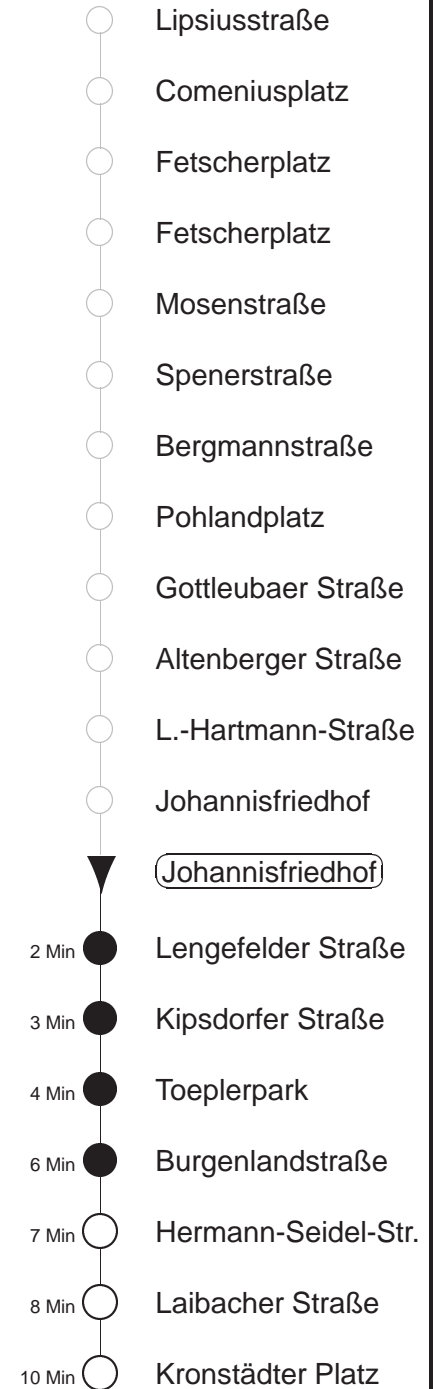 Lipsiusstraße
Comeniusplatz
Fetscherplatz
Fetscherplatz
Mosenstraße
Spenerstraße
Bergmannstraße
Pohlandplatz
Gottleubaer Straße
Altenberger Straße
L.-Hartmann-Straße
Johannisfriedhof
Johannisfriedhof
2 Min Lengefelder Straße
3 Min Kipsdorfer Straße
4 Min Toeplerpark
6 Min Burgenlandstraße
7 Min Hermann-Seidel-Str.
8 Min Laibacher Straße
10 Min Kronstädter Platz